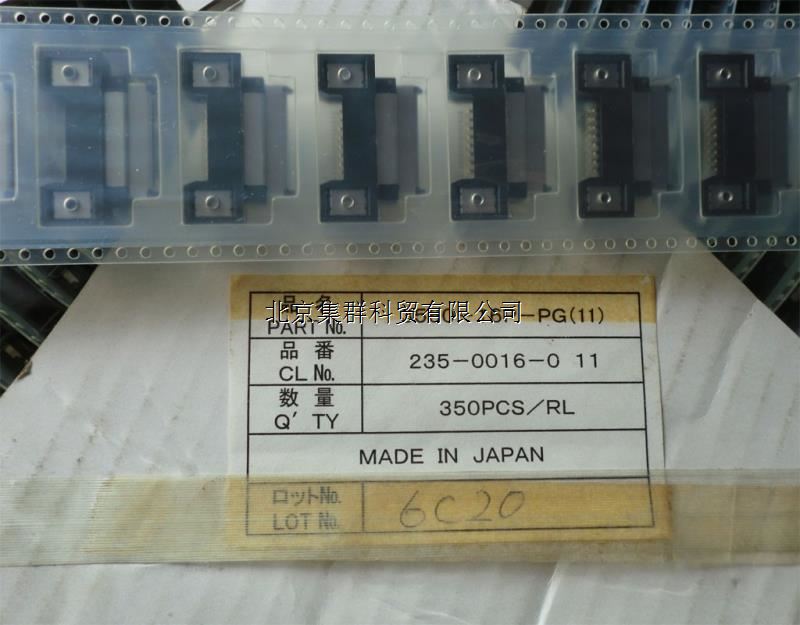 品名
PART No.
北京集群科贸有限公司
-PG(11)
品番
CL No.
235-0016-0 11
数量
Q'TY
350PCS/RL
MADE IN JAPAN
ロットNo.
LOT No.
6C20